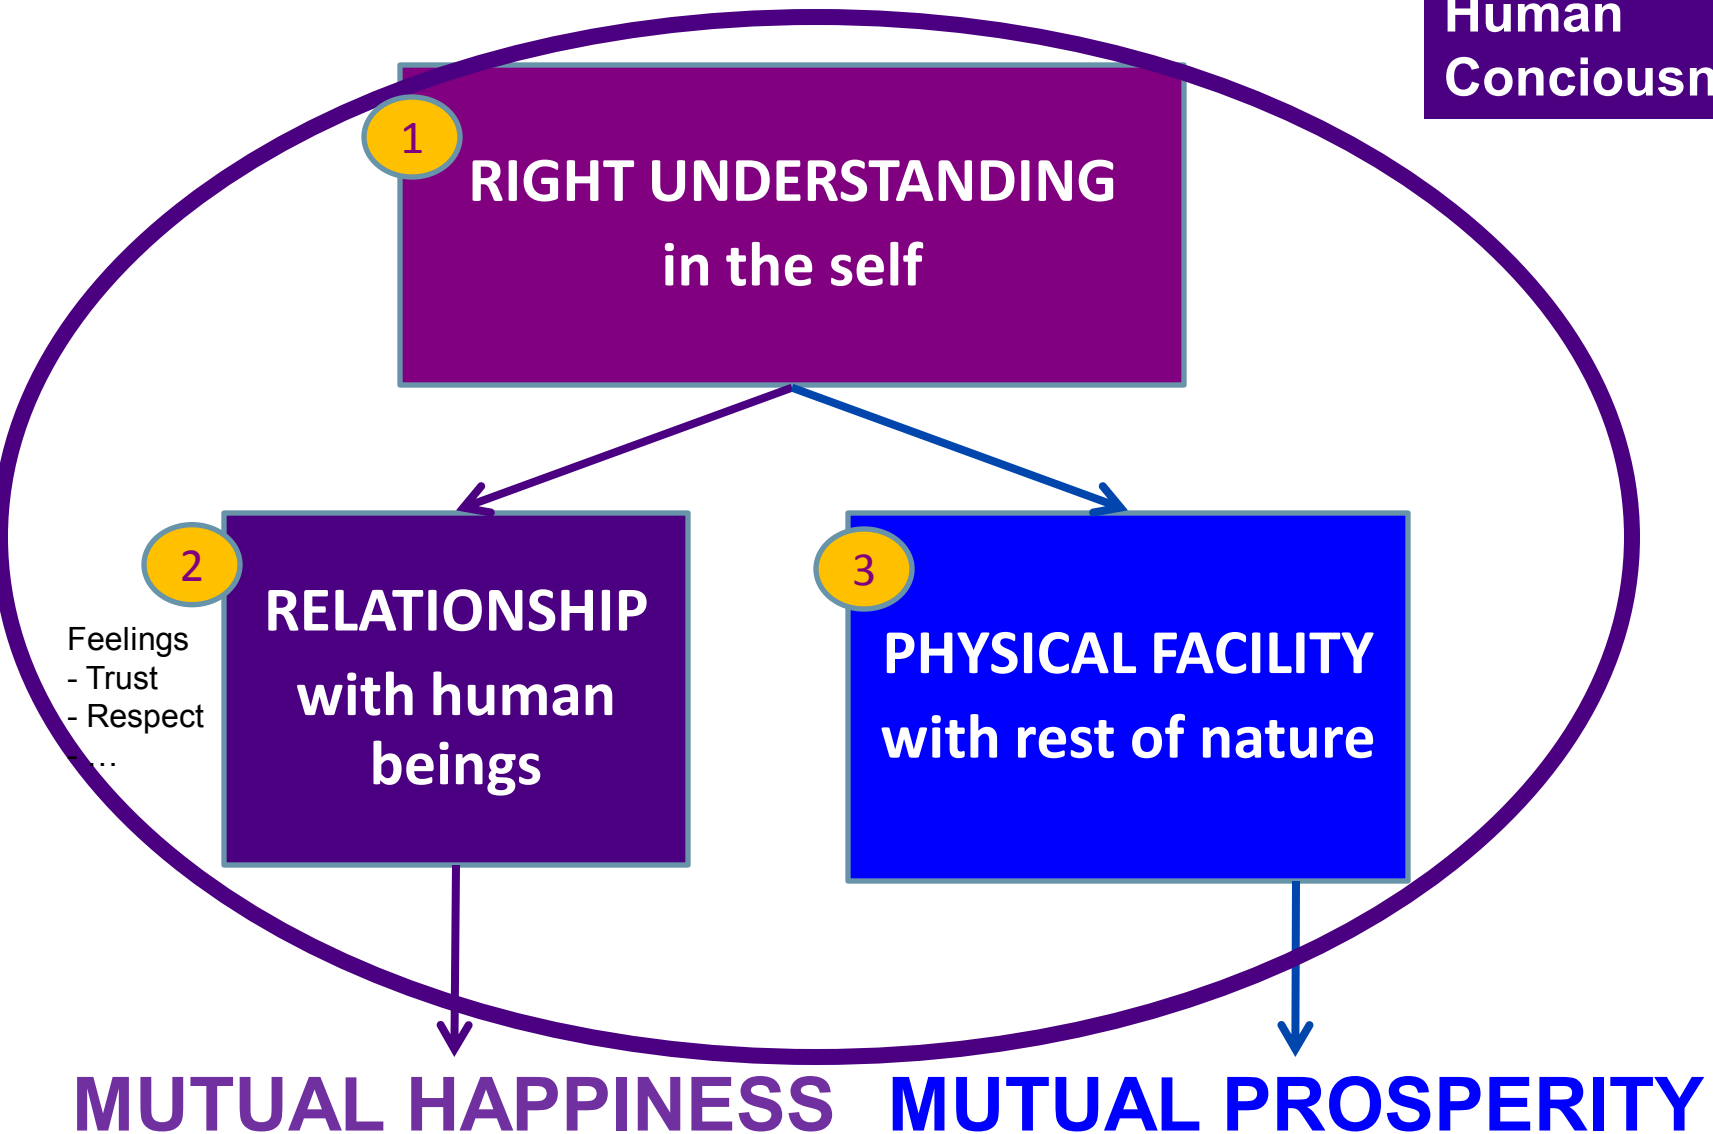 Human
1
RIGHT UNDERSTANDING
in the self
2
RELATIONSHIP
with human
beings
Feelings
- Trust
- Respect
- ...
3
PHYSICAL FACILITY
with rest of nature
MUTUAL HAPPINESS
MUTUAL PROSPERITY